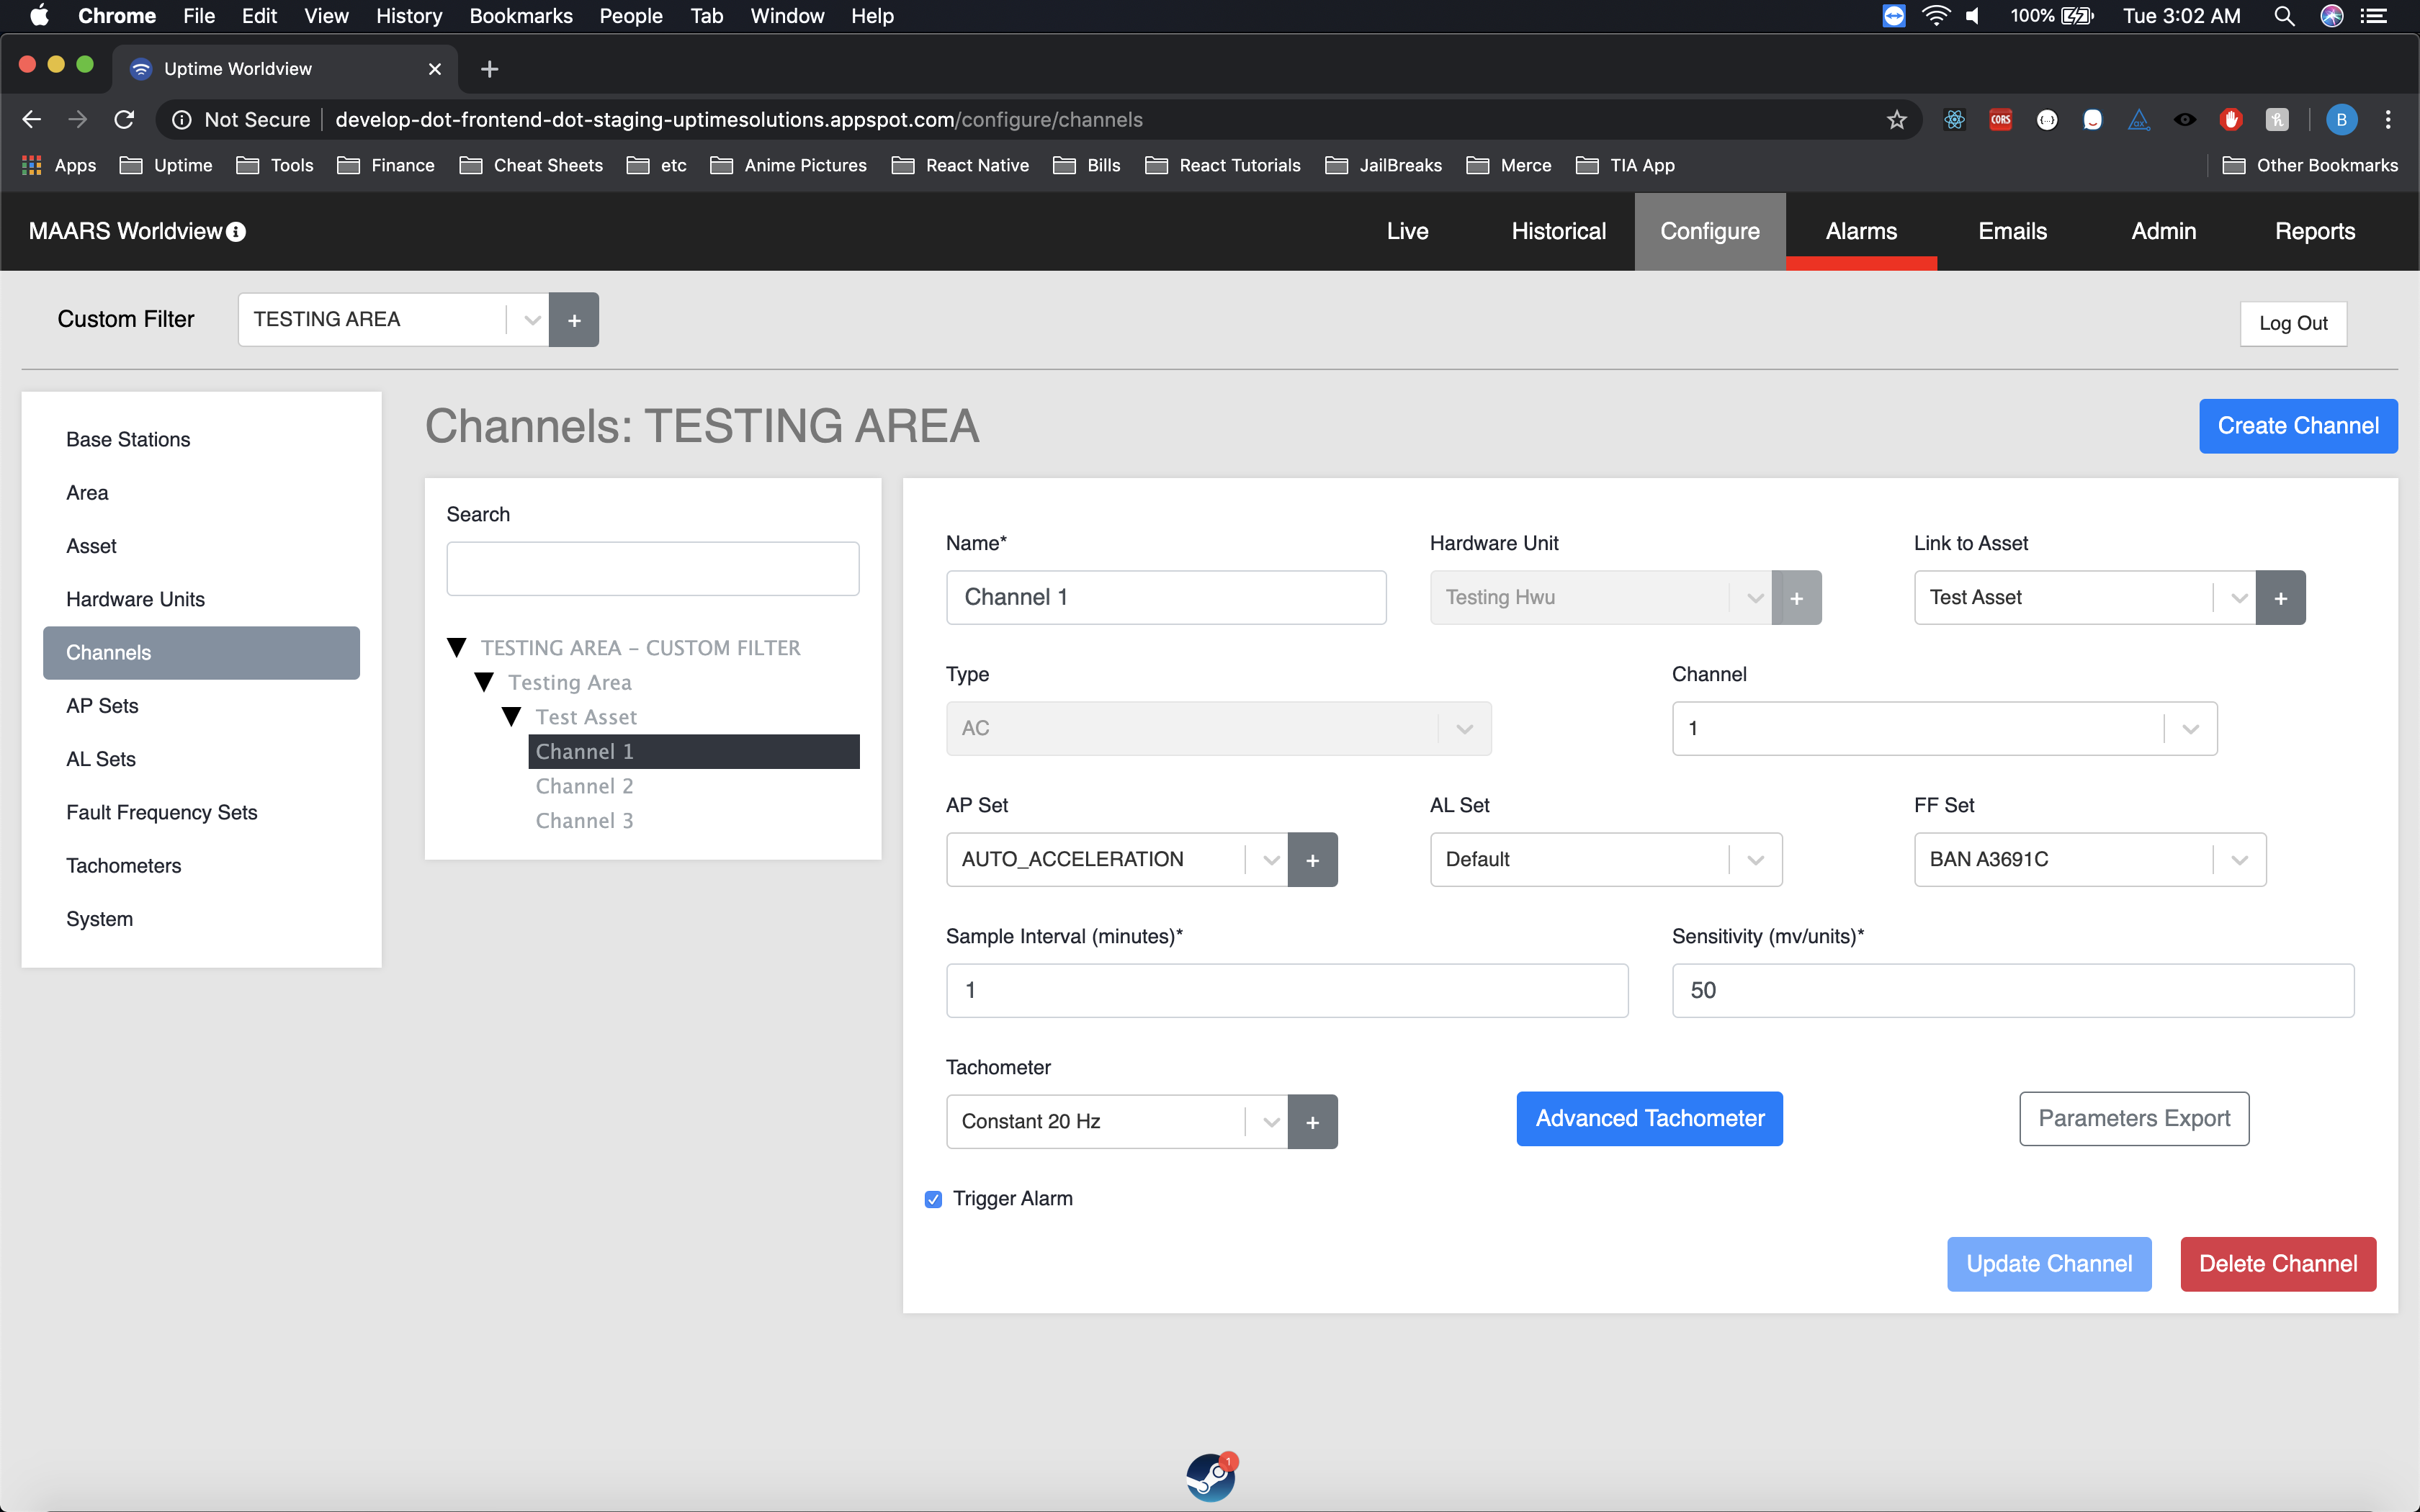 Chrome File Edit View History Bookmarks People Tab Window Help 100% Tue 3:02 AM
Uptime Worldview
Not Secure develop-dot-frontend-dot-staging-uptimesolutions.appspot.com/configure/channels CORS B
Apps Uptime Tools Finance Cheat Sheets etc Anime Pictures React Native Bills React Tutorials JailBreaks Merce TIA App Other Bookmarks
MAARS Worldview Live Historical Configure Alarms Emails Admin Reports
Custom Filter TESTING AREA + Log Out
Base Stations
Area
Asset
Hardware Units
Channels
AP Sets
AL Sets
Fault Frequency Sets
Tachometers
System
Channels: TESTING AREA Create Channel
Search
TESTING AREA – CUSTOM FILTER
Testing Area
Test Asset
Channel 1
Channel 2
Channel 3
Name* Hardware Unit Link to Asset
Channel 1 Testing Hwu + Test Asset +
Type Channel
AC 1
AP Set AL Set FF Set
AUTO_ACCELERATION + Default BAN A3691C
Sample Interval (minutes)* Sensitivity (mv/units)*
1 50
Tachometer
Constant 20 Hz + Advanced Tachometer Parameters Export
Trigger Alarm
Update Channel Delete Channel
1